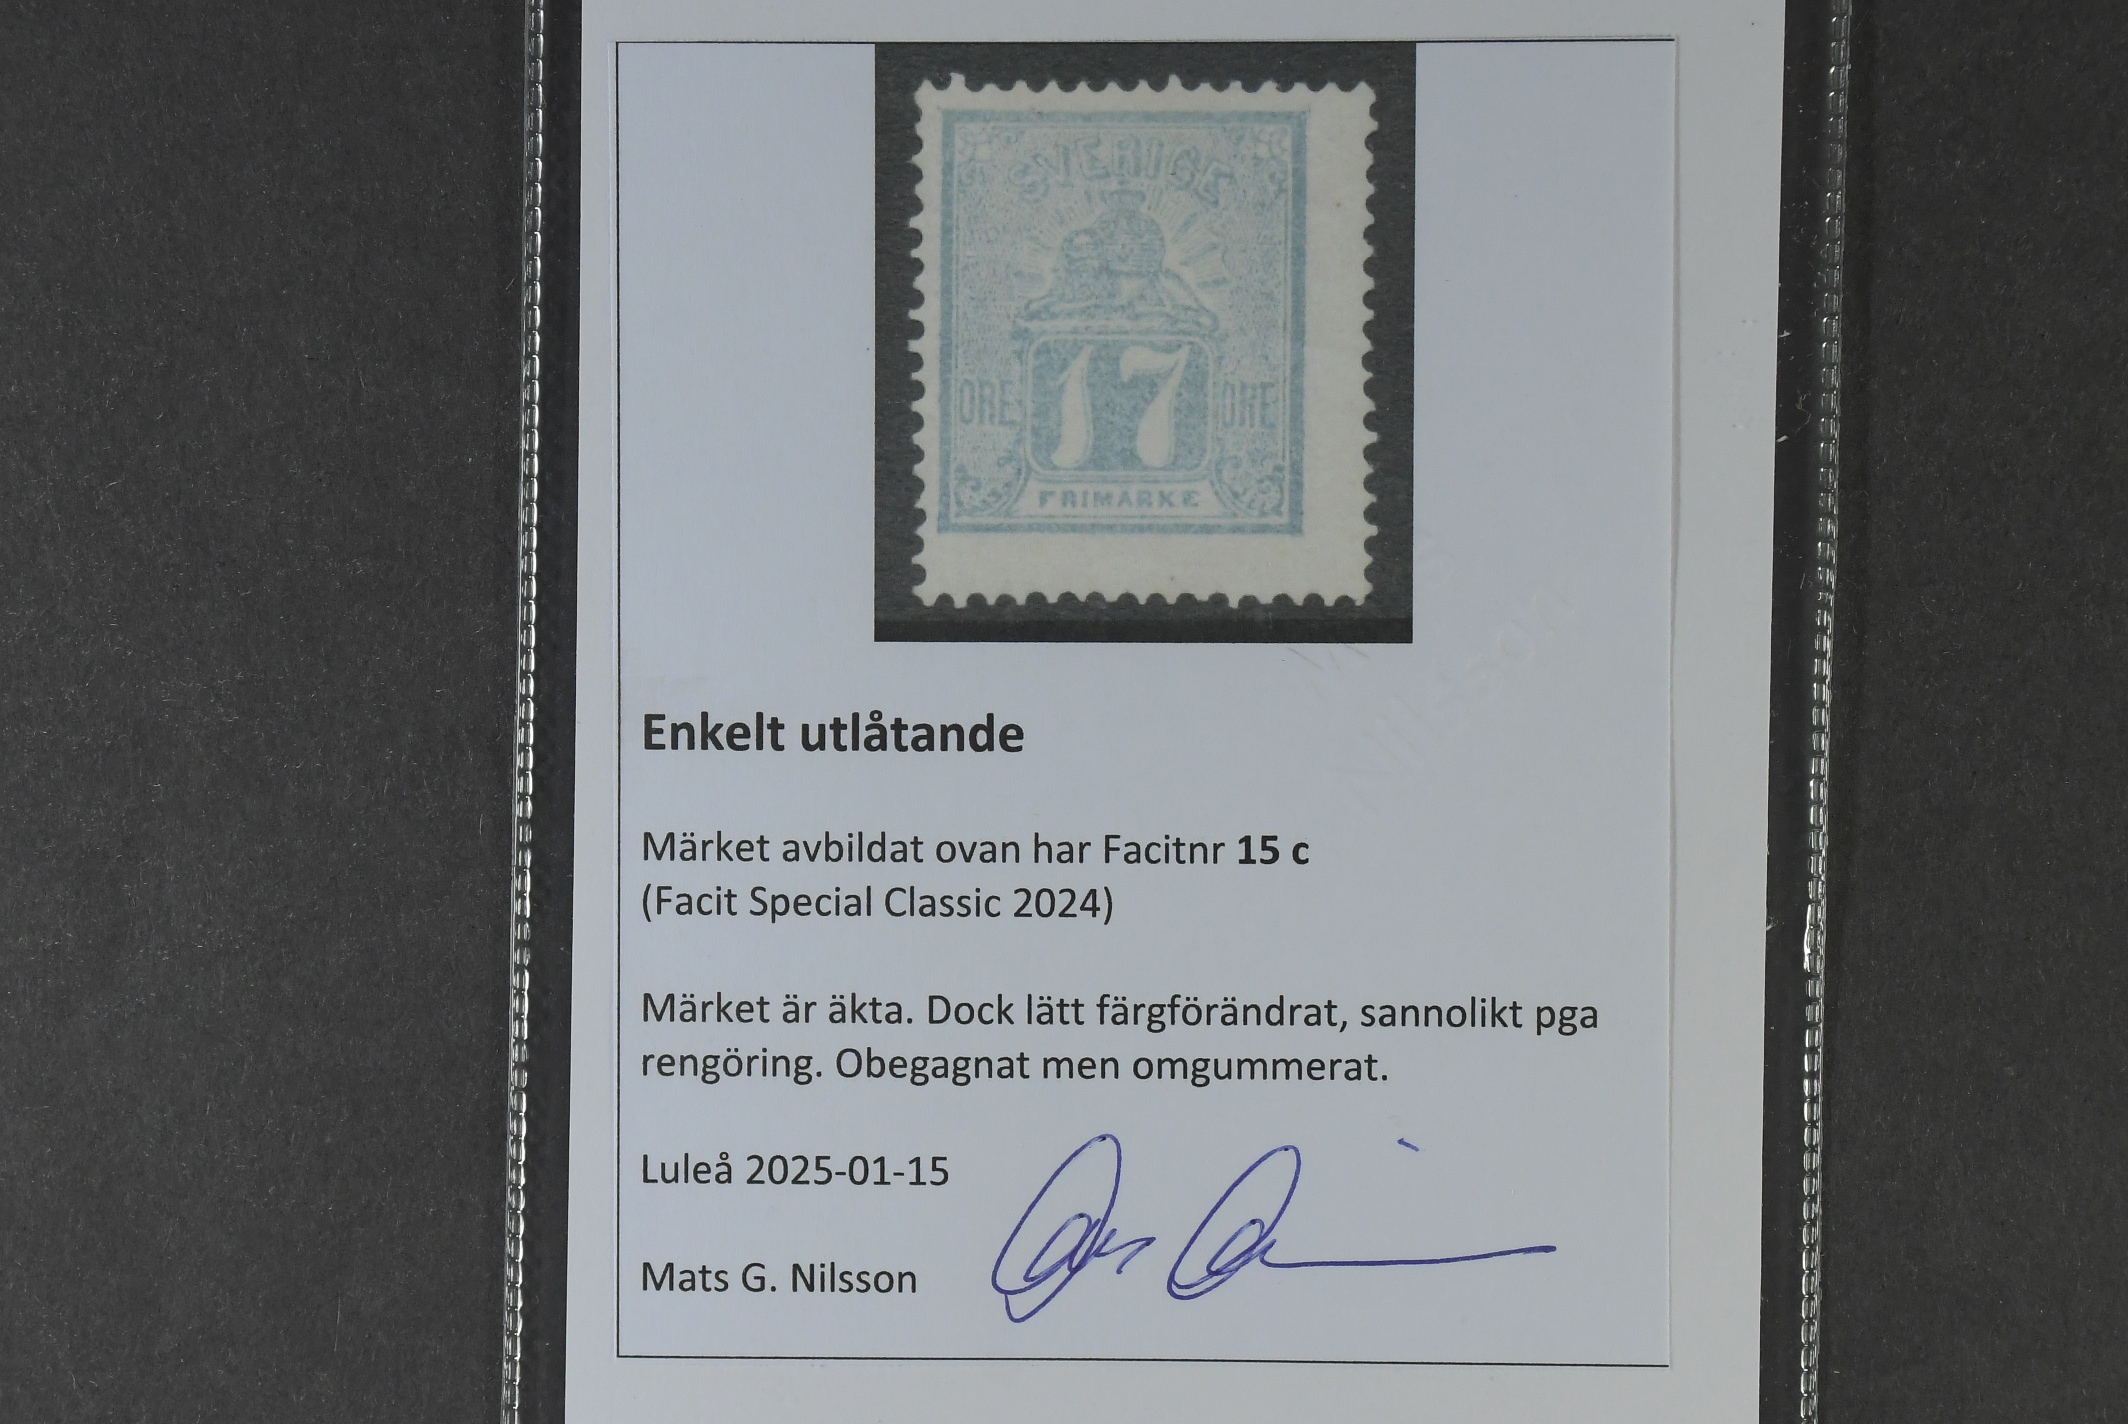 SVERIGE
ÖRE 17 ÖRE
FRIMÄRKE
Enkelt utlåtande
Märket avbildat ovan har Facitnr 15 c
(Facit Special Classic 2024)
Märket är äkta. Dock lätt färgförändrat, sannolikt pga
rengöring. Obegagnat men omgummerat.
Luleå 2025-01-15
Mats G. Nilsson